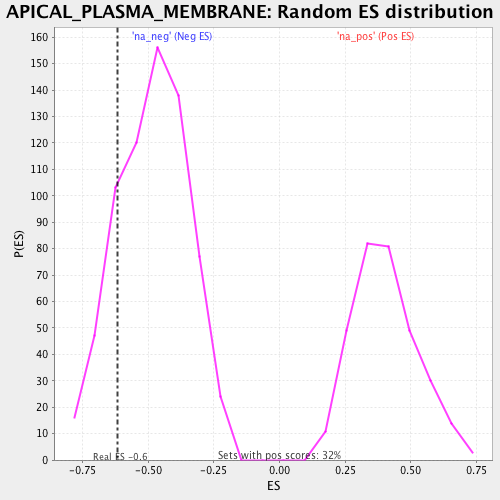 APICAL_PLASMA_MEMBRANE: Random ES distribution
'na_neg' (Neg ES) 'na_pos' (Pos ES)
160
150
140
130
120
110
100
90
80
70
60
50
40
30
20
10
0
P(ES)
Real ES -0.6
Sets with pos scores: 32%
-0.75 -0.50 -0.25 0.00 0.25 0.50 0.75
ES